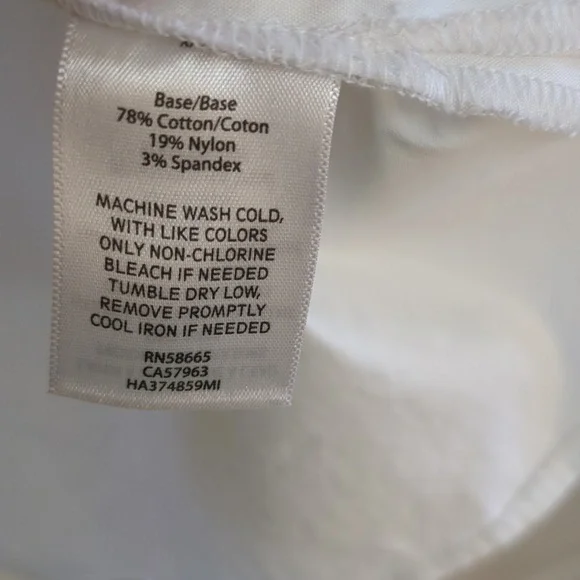 Base/Base
78% Cotton/Coton
19% Nylon
3% Spandex
MACHINE WASH COLD,
WITH LIKE COLORS
ONLY NON-CHLORINE
BLEACH IF NEEDED
TUMBLE DRY LOW,
REMOVE PROMPTLY
COOL IRON IF NEEDED
RN58665
CA57963
HA374859MI